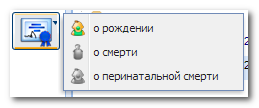 о рождении
о смерти
о перинатальной смерти